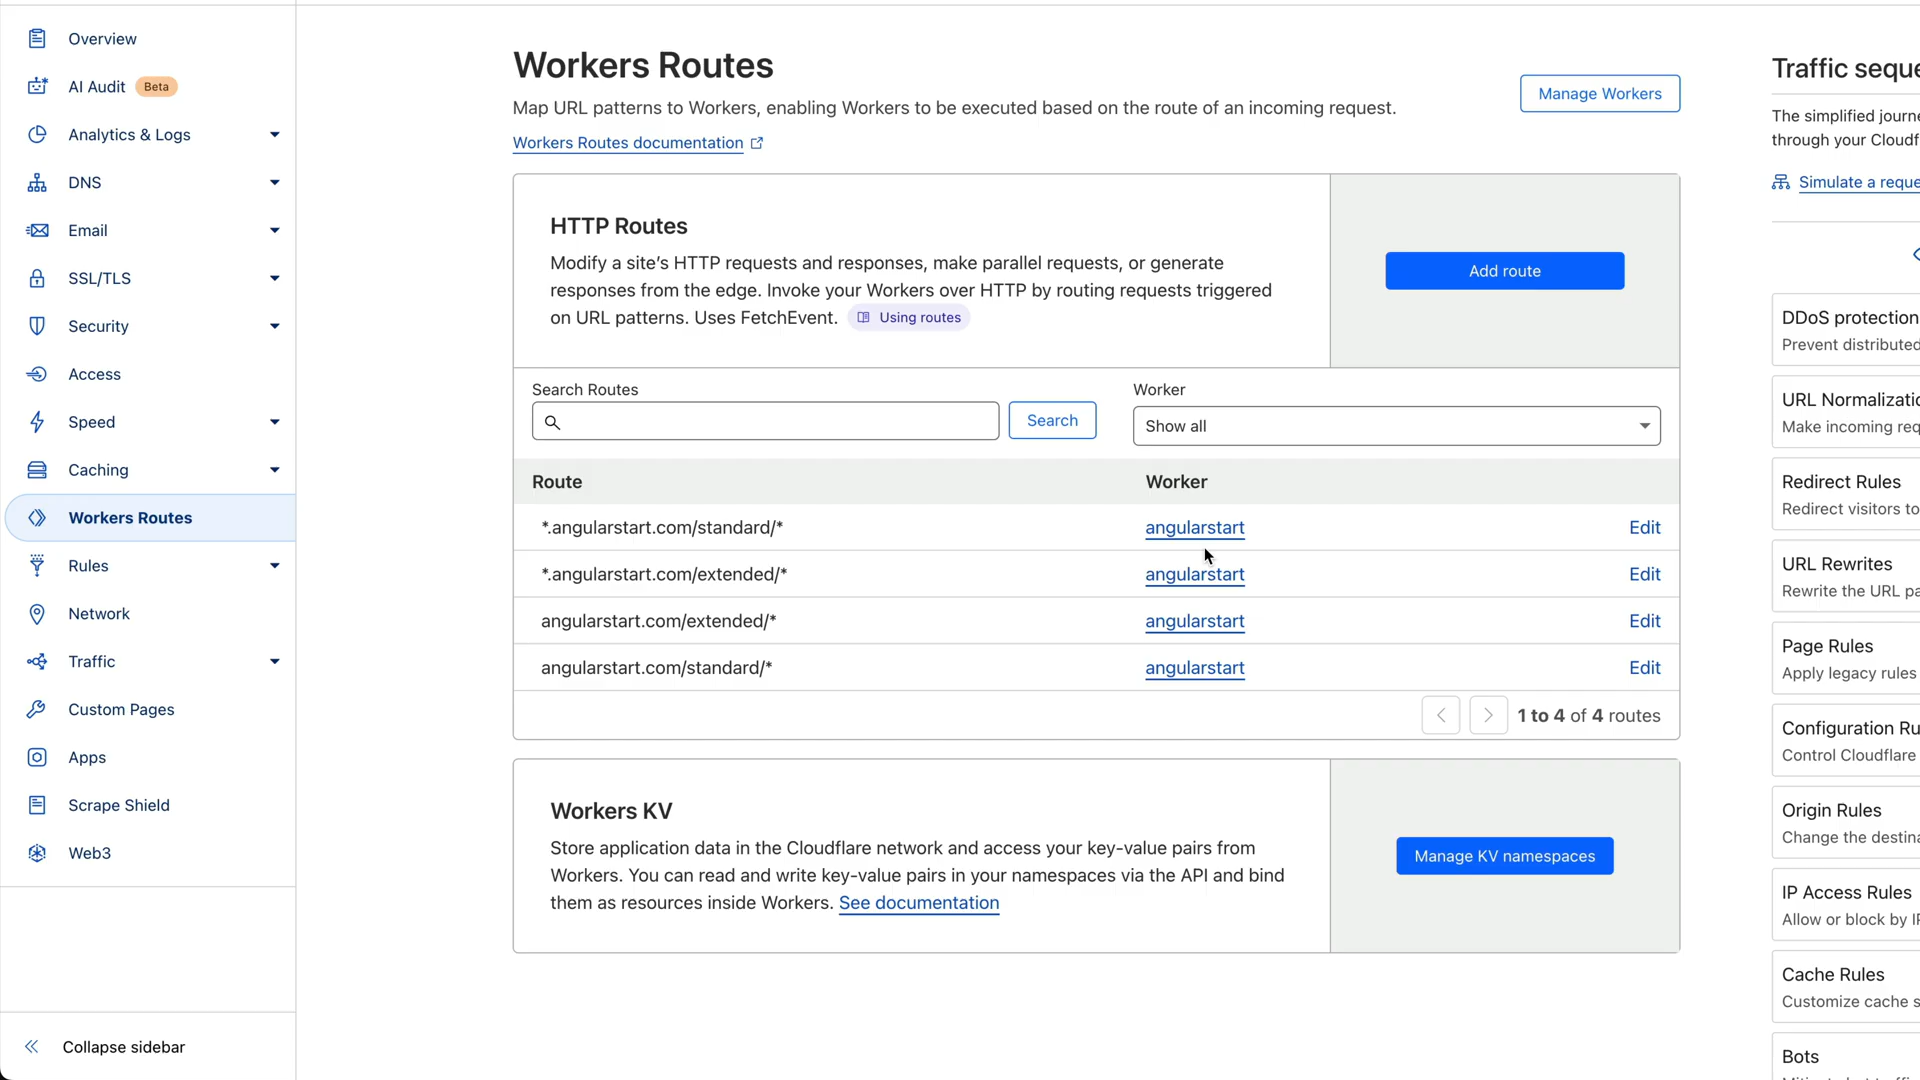 Overview
AI Audit Beta
Analytics & Logs
DNS
Email
SSL/TLS
Security
Access
Speed
Caching
Workers Routes
Rules
Network
Traffic
Custom Pages
Apps
Scrape Shield
Web3
Collapse sidebar
Workers Routes
Map URL patterns to Workers, enabling Workers to be executed based on the route of an incoming request.
Workers Routes documentation
Manage Workers
HTTP Routes
Modify a site’s HTTP requests and responses, make parallel requests, or generate
responses from the edge. Invoke your Workers over HTTP by routing requests triggered
on URL patterns. Uses FetchEvent. Using routes
Add route
Search Routes
Search
Worker
Show all
Route Worker
*.angularstart.com/standard/* angularstart Edit
*.angularstart.com/extended/* angularstart Edit
angularstart.com/extended/* angularstart Edit
angularstart.com/standard/* angularstart Edit
1 to 4 of 4 routes
Workers KV
Store application data in the Cloudflare network and access your key-value pairs from
Workers. You can read and write key-value pairs in your namespaces via the API and bind
them as resources inside Workers. See documentation
Manage KV namespaces
Traffic
The simplified
through your
Simulate a
DDoS protection
Prevent distributed
URL
Make incoming
Redirect Rules
Redirect visitors to
URL Rewrites
Rewrite the URL
Page Rules
Apply legacy rules
Configuration
Control Cloudflare
Origin Rules
Change the
IP Access Rules
Allow or block by
Cache Rules
Customize cache
Bots